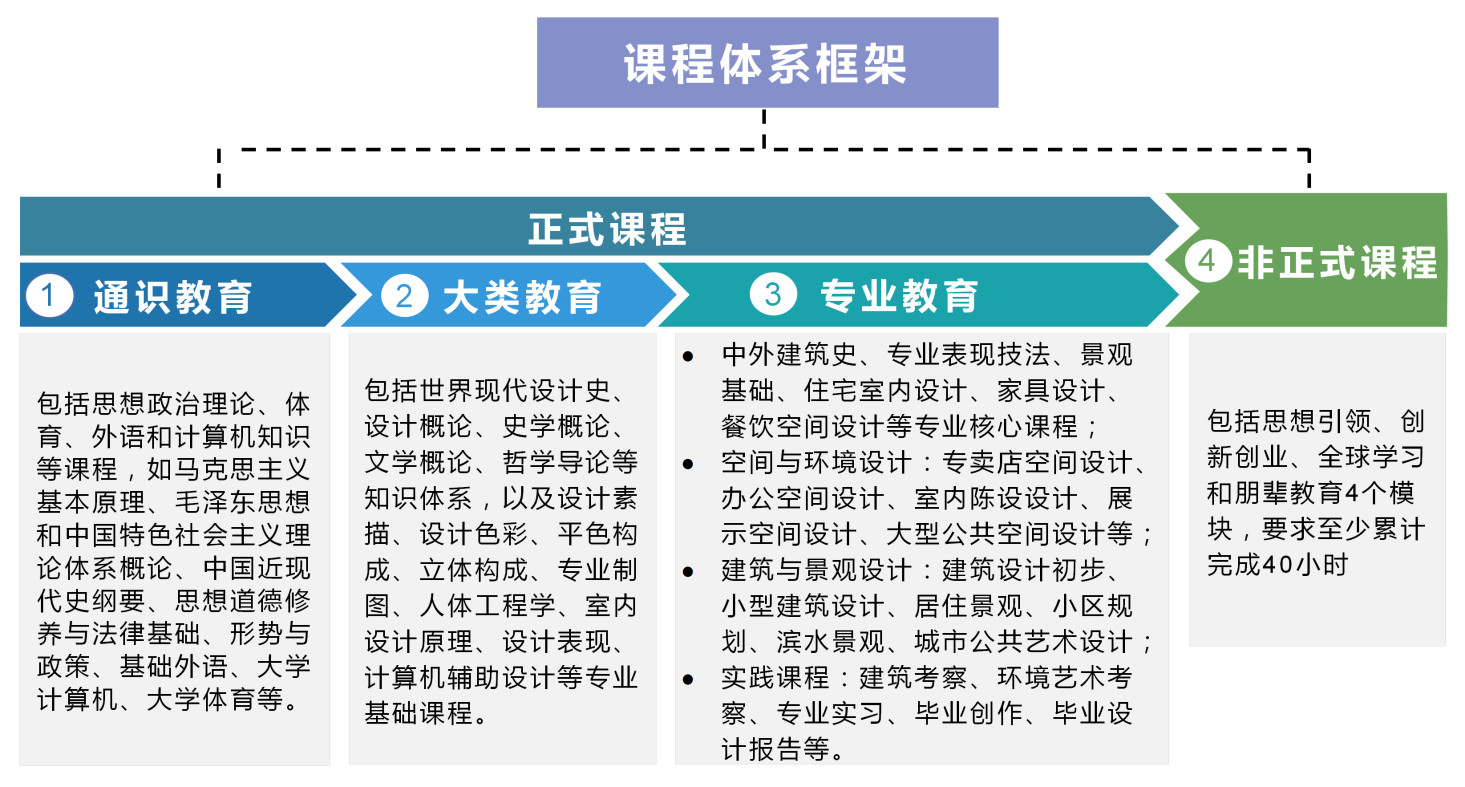 课程体系框架
正式课程
1 通识教育
2 大类教育
3 专业教育
4 非正式课程
包括思想政治理论、体
育、外语和计算机知识
等课程，如马克思主义
基本原理、毛泽东思想
和中国特色社会主义理
论体系概论、中国近现
代史纲要、思想道德修
养与法律基础、形势与
政策、基础外语、大学
计算机、大学体育等。
包括世界现代设计史、
设计概论、史学概论、
文学概论、哲学导论等
知识体系，以及设计素
描、设计色彩、平色构
成、立体构成、专业制
图、人体工程学、室内
设计原理、设计表现、
计算机辅助设计等专业
基础课程。
● 中外建筑史、专业表现技法、景观
基础、住宅室内设计、家具设计、
餐饮空间设计等专业核心课程；
● 空间与环境设计：专卖店空间设计、
办公空间设计、室内陈设设计、展
示空间设计、大型公共空间设计等；
● 建筑与景观设计：建筑设计初步、
小型建筑设计、居住景观、小区规
划、滨水景观、城市公共艺术设计；
● 实践课程：建筑考察、环境艺术考
察、专业实习、毕业创作、毕业设
计报告等。
包括思想引领、创
新创业、全球学习
和朋辈教育4个模
块，要求至少累计
完成40小时